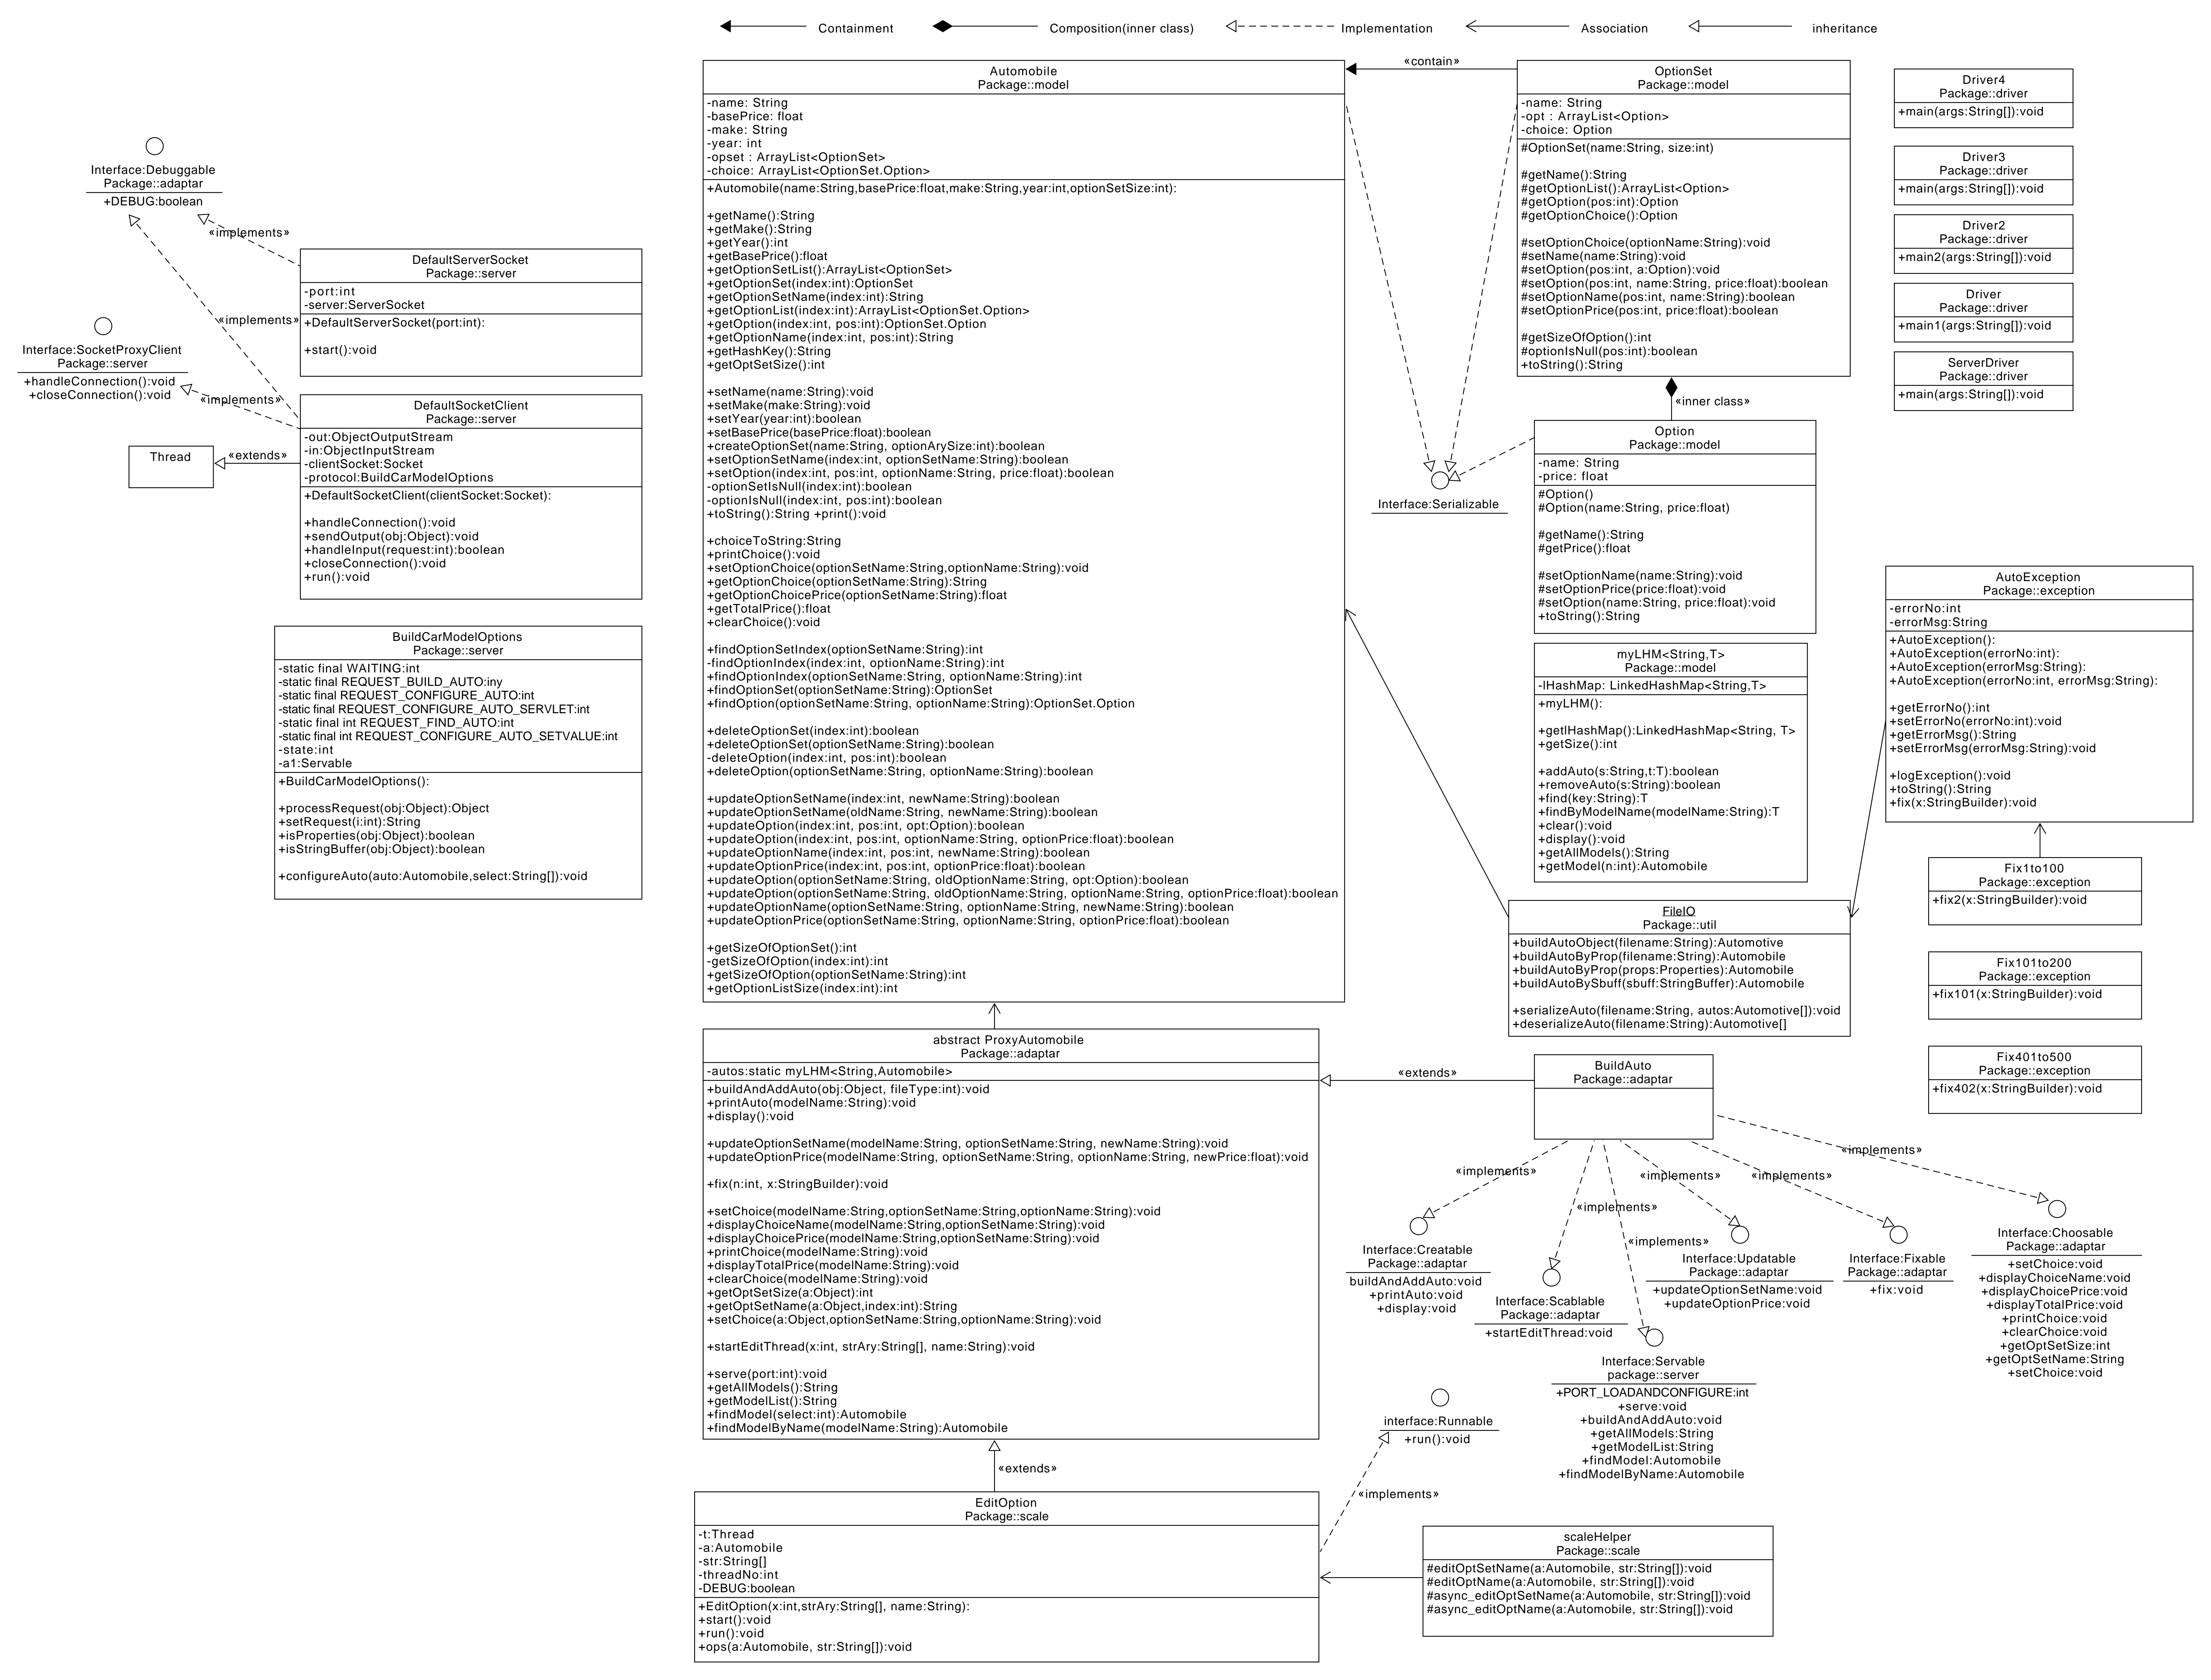 Containment
Composition(inner class)
Implementation
Association
inheritance
Automobile
Package::model
-name: String
-basePrice: float
-make: String
-year: int
-opset : ArrayList<OptionSet>
-choice: ArrayList<OptionSet.Option>
+Automobile(name:String,basePrice:float,make:String,year:int,optionSetSize:int):
+getName():String
+getMake():String
+getYear():int
+getBasePrice():float
+getOptionSetList():ArrayList<OptionSet>
+getOptionSet(index:int):OptionSet
+getOptionSetName(index:int):String
+getOptionList(index:int):ArrayList<OptionSet.Option>
+getOption(index:int, pos:int):OptionSet.Option
+getOptionName(index:int, pos:int):String
+getHashKey():String
+getOptSetSize():int
+setName(name:String):void
+setMake(make:String):void
+setYear(year:int):boolean
+setBasePrice(basePrice:float):boolean
+createOptionSet(name:String, optionArySize:int):boolean
+setOptionSetName(index:int, optionSetName:String):boolean
+setOption(index:int, pos:int, optionName:String, price:float):boolean
-optionSetIsNull(index:int):boolean
-optionIsNull(index:int, pos:int):boolean
+toString():String +print():void
+choiceToString:String
+printChoice():void
+setOptionChoice(optionSetName:String,optionName:String):void
+getOptionChoice(optionSetName:String):String
+getOptionChoicePrice(optionSetName:String):float
+getTotalPrice():float
+clearChoice():void
+findOptionSetIndex(optionSetName:String):int
-findOptionIndex(index:int, optionName:String):int
+findOptionIndex(optionSetName:String, optionName:String):int
+findOptionSet(optionSetName:String):OptionSet
+findOption(optionSetName:String, optionName:String):OptionSet.Option
+deleteOptionSet(index:int):boolean
+deleteOptionSet(optionSetName:String):boolean
-deleteOption(index:int, pos:int):boolean
+deleteOption(optionSetName:String, optionName:String):boolean
+updateOptionSetName(index:int, newName:String):boolean
+updateOptionSetName(oldName:String, newName:String):boolean
+updateOption(index:int, pos:int, opt:Option):boolean
+updateOption(index:int, pos:int, optionName:String, optionPrice:float):boolean
+updateOptionName(index:int, pos:int, newName:String):boolean
+updateOptionPrice(index:int, pos:int, optionPrice:float):boolean
+updateOption(optionSetName:String, oldOptionName:String, opt:Option):boolean
+updateOption(optionSetName:String, oldOptionName:String, optionName:String, optionPrice:float):boolean
+updateOptionName(optionSetName:String, optionName:String, newName:String):boolean
+updateOptionPrice(optionSetName:String, optionName:String, optionPrice:float):boolean
+getSizeOfOptionSet():int
-getSizeOfOption(index:int):int
+getSizeOfOption(optionSetName:String):int
+getOptionListSize(index:int):int
«contain»
OptionSet
Package::model
-name: String
-opt : ArrayList<Option>
-choice: Option
#OptionSet(name:String, size:int)
#getName():String
#getOptionList():ArrayList<Option>
#getOption(pos:int):Option
#getOptionChoice():Option
#setOptionChoice(optionName:String):void
#setName(name:String):void
#setOption(pos:int, a:Option):void
#setOption(pos:int, name:String, price:float):boolean
#setOptionName(pos:int, name:String):boolean
#setOptionPrice(pos:int, price:float):boolean
#getSizeOfOption():int
#optionIsNull(pos:int):boolean
+toString():String
«inner class»
Driver4
Package::driver
+main(args:String[]):void
Driver3
Package::driver
+main(args:String[]):void
Driver2
Package::driver
+main2(args:String[]):void
Driver
Package::driver
+main1(args:String[]):void
ServerDriver
Package::driver
+main(args:String[]):void
Interface:Debuggable
Package::adaptar
+DEBUG:boolean
«implements»
DefaultServerSocket
Package::server
-port:int
-server:ServerSocket
+DefaultServerSocket(port:int):
+start():void
«implements»
Interface:SocketProxyClient
Package::server
+handleConnection():void
+closeConnection():void
«implements»
Thread
«extends»
DefaultSocketClient
Package::server
-out:ObjectOutputStream
-in:ObjectInputStream
-clientSocket:Socket
-protocol:BuildCarModelOptions
+DefaultSocketClient(clientSocket:Socket):
+handleConnection():void
+sendOutput(obj:Object):void
+handleInput(request:int):boolean
+closeConnection():void
+run():void
BuildCarModelOptions
Package::server
-static final WAITING:int
-static final REQUEST_BUILD_AUTO:iny
-static final REQUEST_CONFIGURE_AUTO:int
-static final REQUEST_CONFIGURE_AUTO_SERVLET:int
-static final int REQUEST_FIND_AUTO:int
-static final int REQUEST_CONFIGURE_AUTO_SETVALUE:int
-state:int
-a1:Servable
+BuildCarModelOptions():
+processRequest(obj:Object):Object
+setRequest(i:int):String
+isProperties(obj:Object):boolean
+isStringBuffer(obj:Object):boolean
+configureAuto(auto:Automobile,select:String[]):void
Interface:Serializable
Option
Package::model
-name: String
-price: float
#Option()
#Option(name:String, price:float)
#getName():String
#getPrice():float
#setOptionName(name:String):void
#setOptionPrice(price:float):void
#setOption(name:String, price:float):void
+toString():String
myLHM<String,T>
Package::model
-lHashMap: LinkedHashMap<String,T>
+myLHM():
+getlHashMap():LinkedHashMap<String, T>
+getSize():int
+addAuto(s:String,t:T):boolean
+removeAuto(s:String):boolean
+find(key:String):T
+findByModelName(modelName:String):T
+clear():void
+display():void
+getAllModels():String
+getModel(n:int):Automobile
FileIO
Package::util
+buildAutoObject(filename:String):Automotive
+buildAutoByProp(filename:String):Automobile
+buildAutoByProp(props:Properties):Automobile
+buildAutoBySbuff(sbuff:StringBuffer):Automobile
+serializeAuto(filename:String, autos:Automotive[]):void
+deserializeAuto(filename:String):Automotive[]
AutoException
Package::exception
-errorNo:int
-errorMsg:String
+AutoException():
+AutoException(errorNo:int):
+AutoException(errorMsg:String):
+AutoException(errorNo:int, errorMsg:String):
+getErrorNo():int
+setErrorNo(errorNo:int):void
+getErrorMsg():String
+setErrorMsg(errorMsg:String):void
+logException():void
+toString():String
+fix(x:StringBuilder):void
Fix1to100
Package::exception
+fix2(x:StringBuilder):void
Fix101to200
Package::exception
+fix101(x:StringBuilder):void
Fix401to500
Package::exception
+fix402(x:StringBuilder):void
abstract ProxyAutomobile
Package::adaptar
-autos:static myLHM<String,Automobile>
+buildAndAddAuto(obj:Object, fileType:int):void
+printAuto(modelName:String):void
+display():void
+updateOptionSetName(modelName:String, optionSetName:String, newName:String):void
+updateOptionPrice(modelName:String, optionSetName:String, optionName:String, newPrice:float):void
+fix(n:int, x:StringBuilder):void
+setChoice(modelName:String,optionSetName:String,optionName:String):void
+displayChoiceName(modelName:String,optionSetName:String):void
+displayChoicePrice(modelName:String,optionSetName:String):void
+printChoice(modelName:String):void
+displayTotalPrice(modelName:String):void
+clearChoice(modelName:String):void
+getOptSetSize(a:Object):int
+getOptSetName(a:Object,index:int):String
+setChoice(a:Object,optionSetName:String,optionName:String):void
+startEditThread(x:int, strAry:String[], name:String):void
+serve(port:int):void
+getAllModels():String
+getModelList():String
+findModel(select:int):Automobile
+findModelByName(modelName:String):Automobile
«extends»
BuildAuto
Package::adaptar
«implements»
«implements»
«implements»
«implements»
«implements»
«implements»
Interface:Creatable
Package::adaptar
buildAndAddAuto:void
+printAuto:void
+display:void
Interface:Scablable
Package::adaptar
+startEditThread:void
Interface:Servable
package:server
+PORT_LOADANDCONFIGURE:int
+serve:void
+buildAndAddAuto:void
+getAllModels:String
+getModelList:String
+findModel:Automobile
+findModelByName:Automobile
Interface:Updatable
Package::adaptar
+updateOptionSetName:void
+updateOptionPrice:void
Interface:Fixable
Package::adaptar
+fix:void
Interface:Choosable
Package::adaptar
+setChoice:void
+displayChoiceName:void
+displayChoicePrice:void
+displayTotalPrice:void
+printChoice:void
+clearChoice:void
+getOptSetSize:int
+getOptSetName:String
+setChoice:void
interface:Runnable
+run():void
«implements»
«extends»
EditOption
Package::scale
-t:Thread
-a:Automobile
-str:String[]
-threadNo:int
-DEBUG:boolean
+EditOption(x:int,strAry:String[], name:String):
+start():void
+run():void
+ops(a:Automobile, str:String[]):void
scaleHelper
Package::scale
#editOptSetName(a:Automobile, str:String[]):void
#editOptName(a:Automobile, str:String[]):void
#async_editOptSetName(a:Automobile, str:String[]):void
#async_editOptName(a:Automobile, str:String[]):void